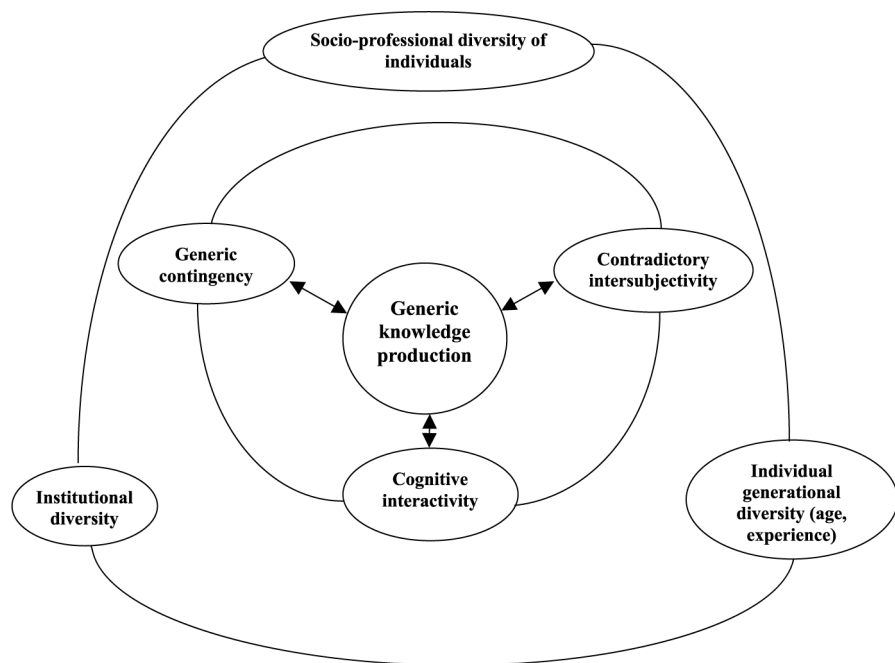 Socio-professional diversity of
individuals
Generic
contingency
Contradictory
intersubjectivity
Generic
knowledge
production
Cognitive
interactivity
Institutional
diversity
Individual
generational
diversity (age,
experience)